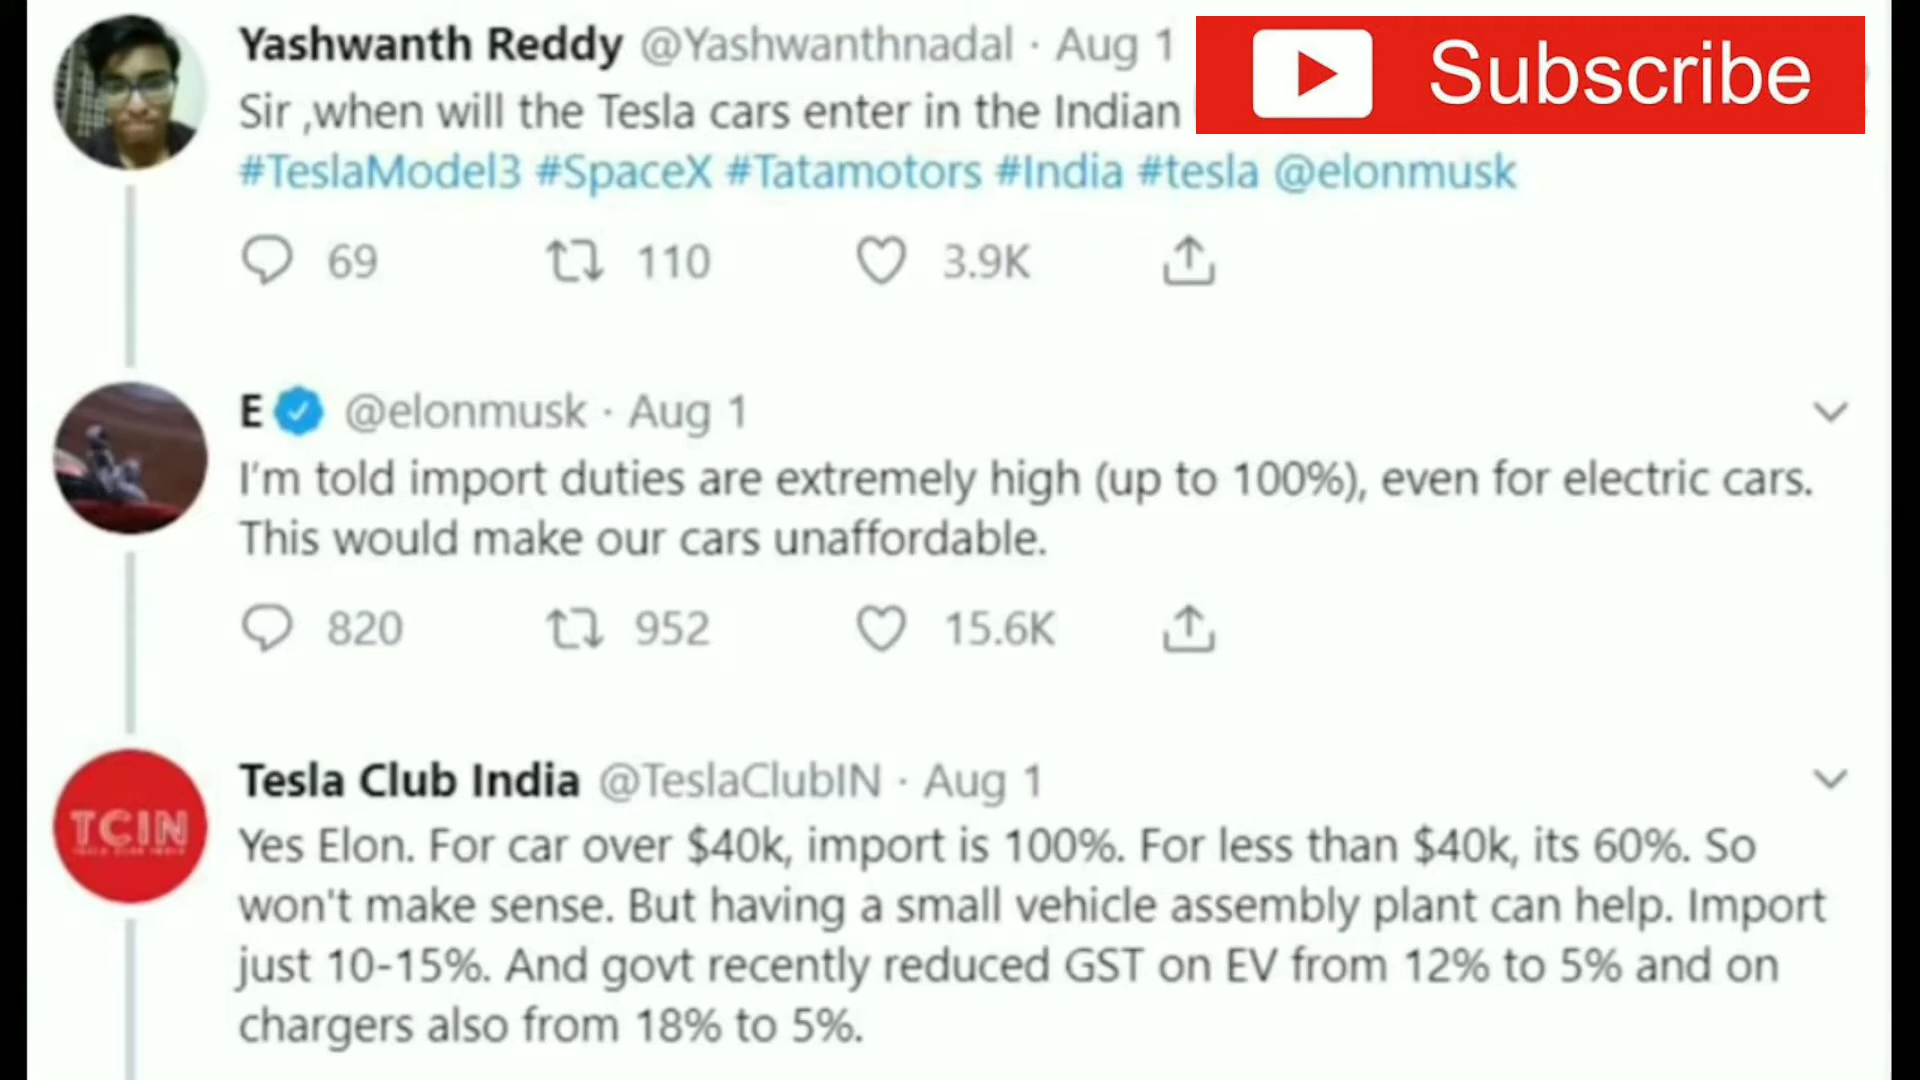 Yashwanth Reddy @Yashwanthnadal · Aug 1
Subscribe
Sir ,when will the Tesla cars enter in the Indian
#TeslaModel3 #SpaceX #Tatamotors #India #tesla @elonmusk
69 110 3.9K
E @elonmusk · Aug 1
I'm told import duties are extremely high (up to 100%), even for electric cars.
This would make our cars unaffordable.
820 952 15.6K
Tesla Club India @TeslaClubIN · Aug 1
TCIN
TESLA CLUB INDIA
Yes Elon. For car over $40k, import is 100%. For less than $40k, its 60%. So
won't make sense. But having a small vehicle assembly plant can help. Import
just 10-15%. And govt recently reduced GST on EV from 12% to 5% and on
chargers also from 18% to 5%.